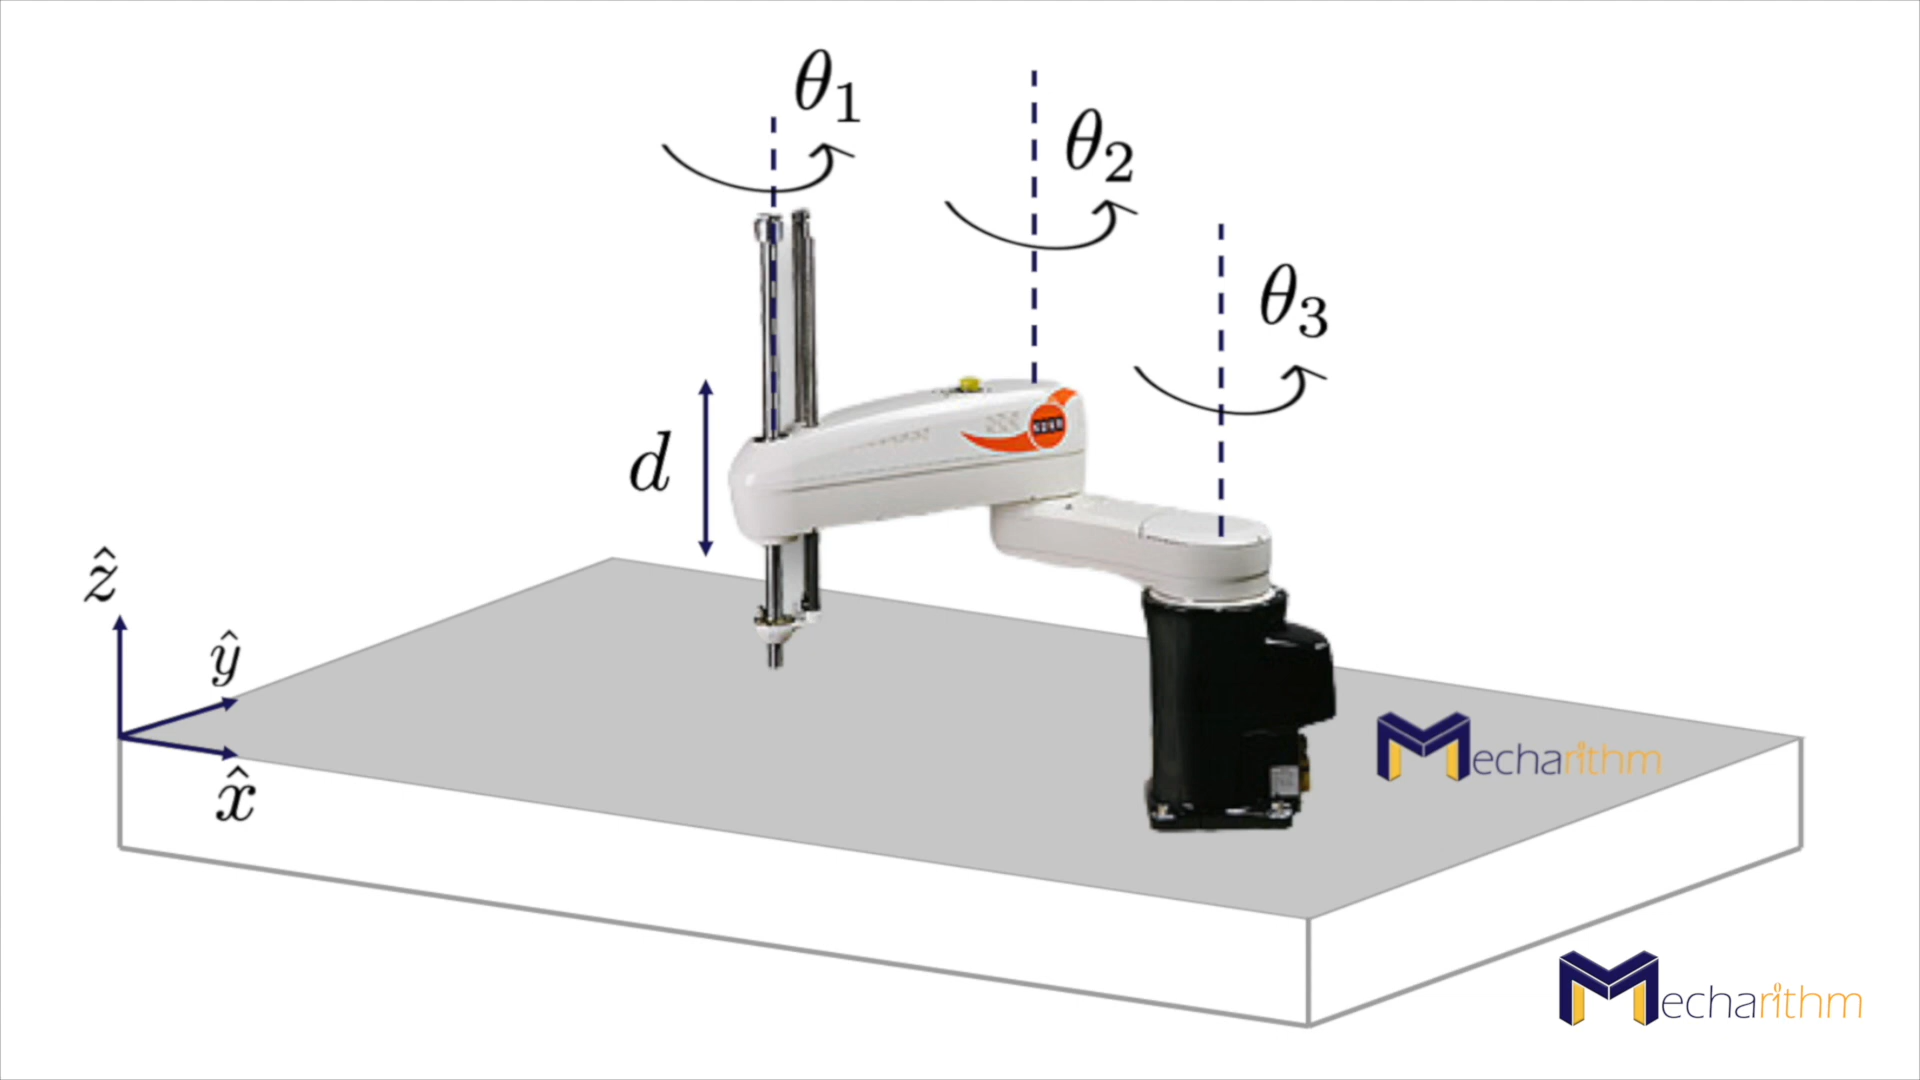 θ₁
θ₂
θ₃
d
ẑ
ŷ
x̂
Mecharithm
Mecharithm